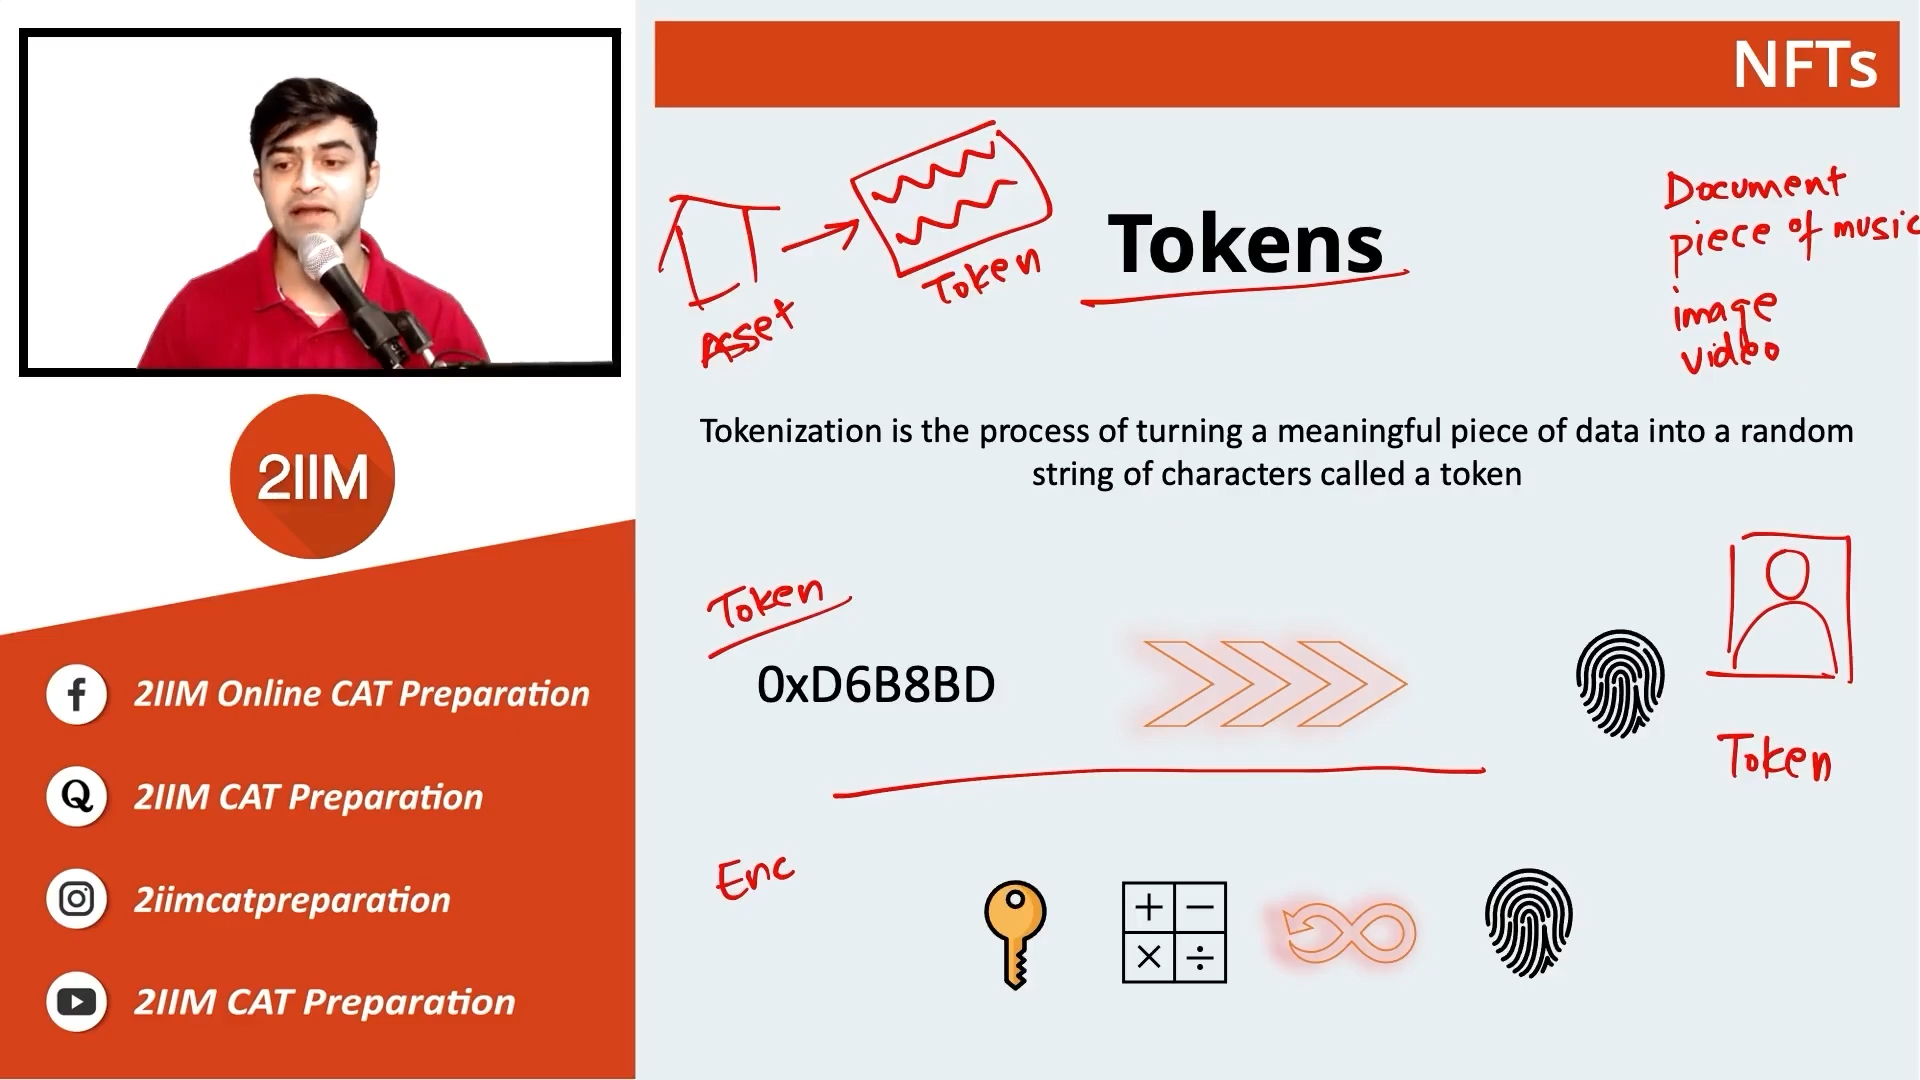 NFTs
Document
piece of music
image
video
Tokens
Token
Asset
2IIM
Tokenization is the process of turning a meaningful piece of data into a random
string of characters called a token
Token
0xD6B8BD
Token
Enc
+ −
× ÷
f 2IIM Online CAT Preparation
Q 2IIM CAT Preparation
2iimcatpreparation
2IIM CAT Preparation